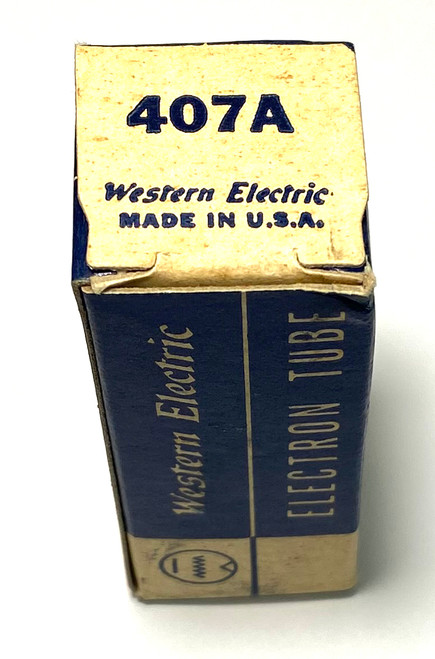 407A
Western Electric
MADE IN U.S.A.
Western Electric
ELECTRON TUBE